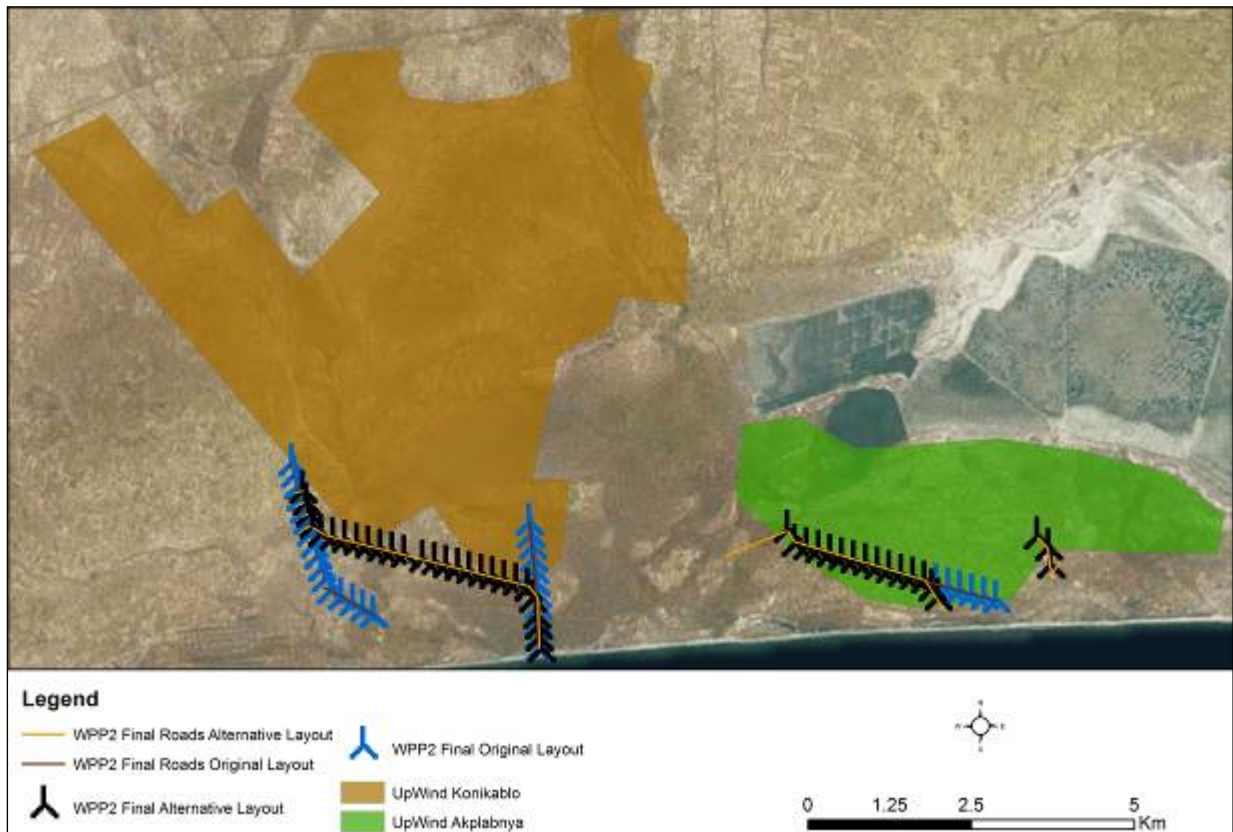 Legend
WPP2 Final Roads Alternative Layout
WPP2 Final Roads Original Layout
WPP2 Final Alternative Layout
WPP2 Final Original Layout
UpWind Konikablo
UpWind Akplabnya
N
W E
S
0 1.25 2.5 5
Km